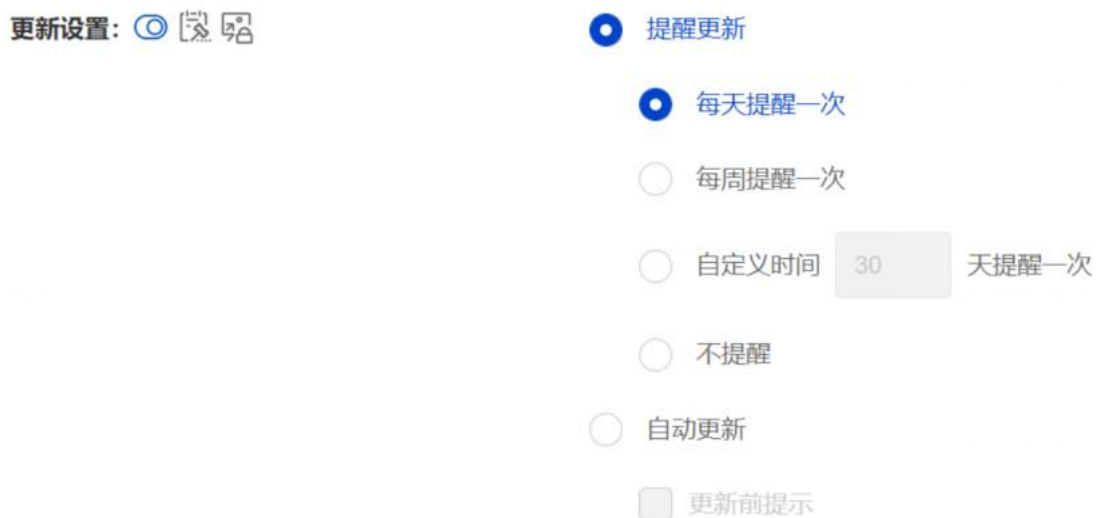 更新设置：
提醒更新
每天提醒一次
每周提醒一次
自定义时间 30 天提醒一次
不提醒
自动更新
更新前提示